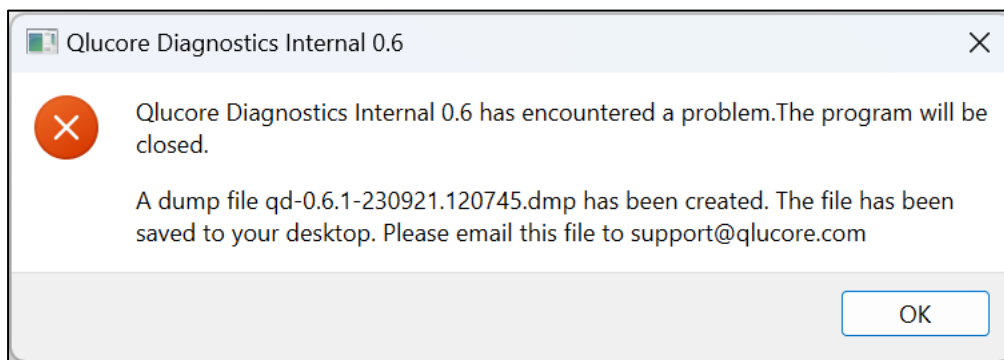 Qlucore Diagnostics Internal 0.6
Qlucore Diagnostics Internal 0.6 has encountered a problem.The program will be
closed.
A dump file qd-0.6.1-230921.120745.dmp has been created. The file has been
saved to your desktop. Please email this file to support@qlucore.com
OK